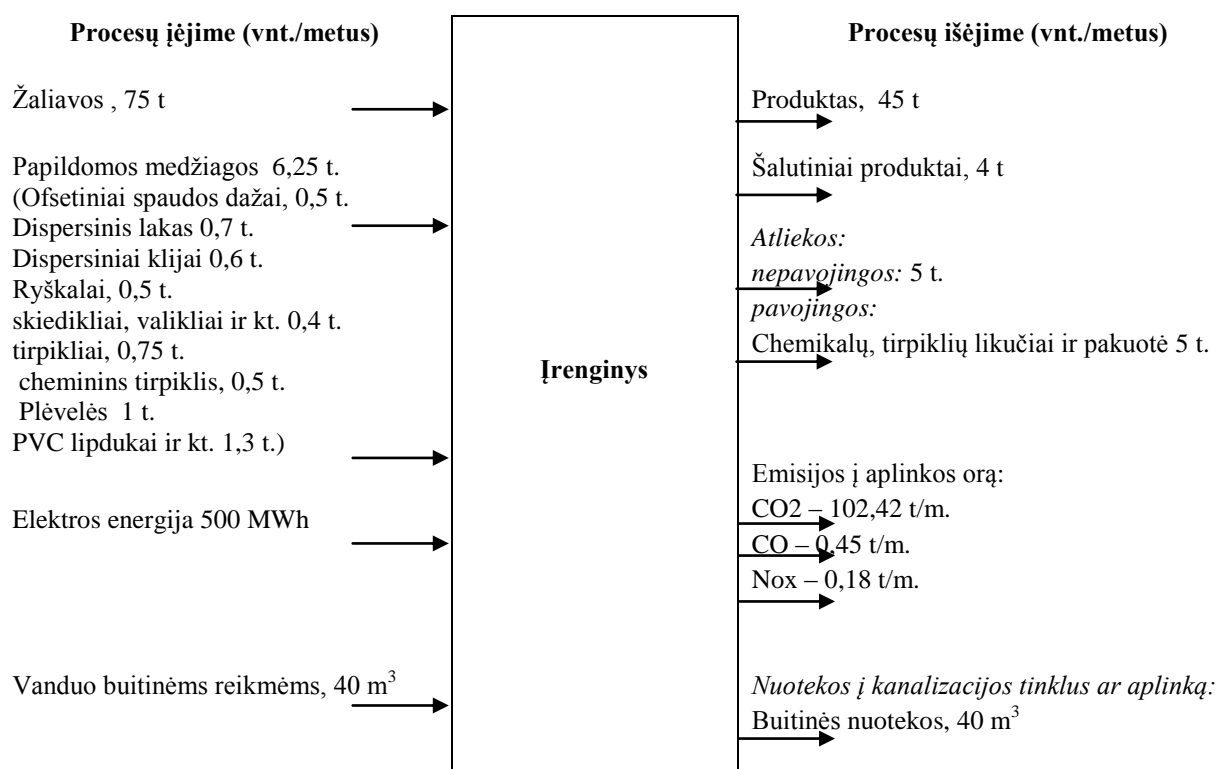 Procesų įėjime (vnt./metus)
Žaliavos , 75 t
Papildomos medžiagos 6,25 t.
(Ofsetiniai spaudos dažai, 0,5 t.
Dispersinis lakas 0,7 t.
Dispersiniai klijai 0,6 t.
Ryškalai, 0,5 t.
skiedikliai, valikliai ir kt. 0,4 t.
tirpikliai, 0,75 t.
cheminins tirpiklis, 0,5 t.
Plėvelės 1 t.
PVC lipdukai ir kt. 1,3 t.)
Elektros energija 500 MWh
Vanduo buitinėms reikmėms, 40 m³
Įrenginys
Procesų išėjime (vnt./metus)
Produktas, 45 t
Šalutiniai produktai, 4 t
Atliekos:
nepavojingos: 5 t.
pavojingos:
Chemikalų, tirpiklių likučiai ir pakuotė 5 t.
Emisijos į aplinkos orą:
CO2 – 102,42 t/m.
CO – 0,45 t/m.
Nox – 0,18 t/m.
Nuotekos į kanalizacijos tinklus ar aplinką:
Buitinės nuotekos, 40 m³